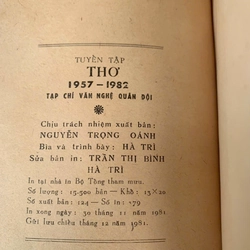 TUYỂN TẬP
THƠ
1957 – 1982
TẠP CHÍ VĂN NGHỆ QUÂN ĐỘI
Chịu trách nhiệm xuất bản:
NGUYỄN TRỌNG OÁNH
Bìa và trình bày: HÀ TRÌ
Sửa bản in: TRẦN THỊ BÌNH
HÀ TRÌ
In tại nhà in Bộ Tổng tham mưu.
Số lượng: 15.500 bản – Khổ: 13×20
Số xuất bản: 124 – Số in: 179
In xong ngày: 30 tháng 11 năm 1981
Gửi lưu chiểu tháng 12 năm 1981.